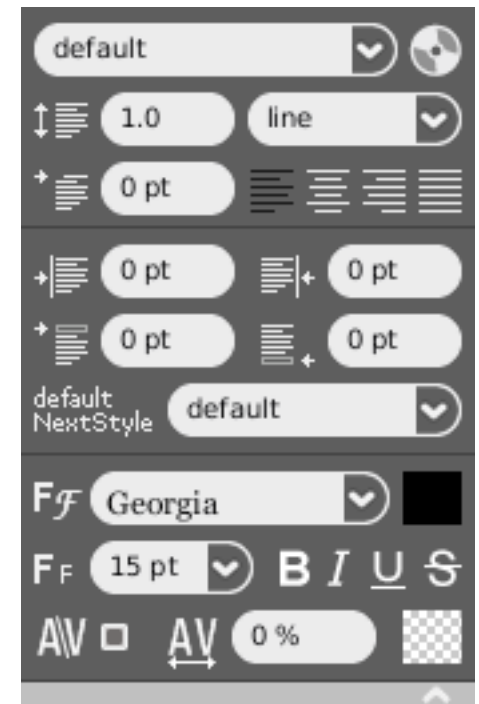 default
1.0 line
0 pt
0 pt 0 pt
0 pt 0 pt
default
NextStyle default
F F Georgia
F F 15 pt B I U S
A\V AV 0 %